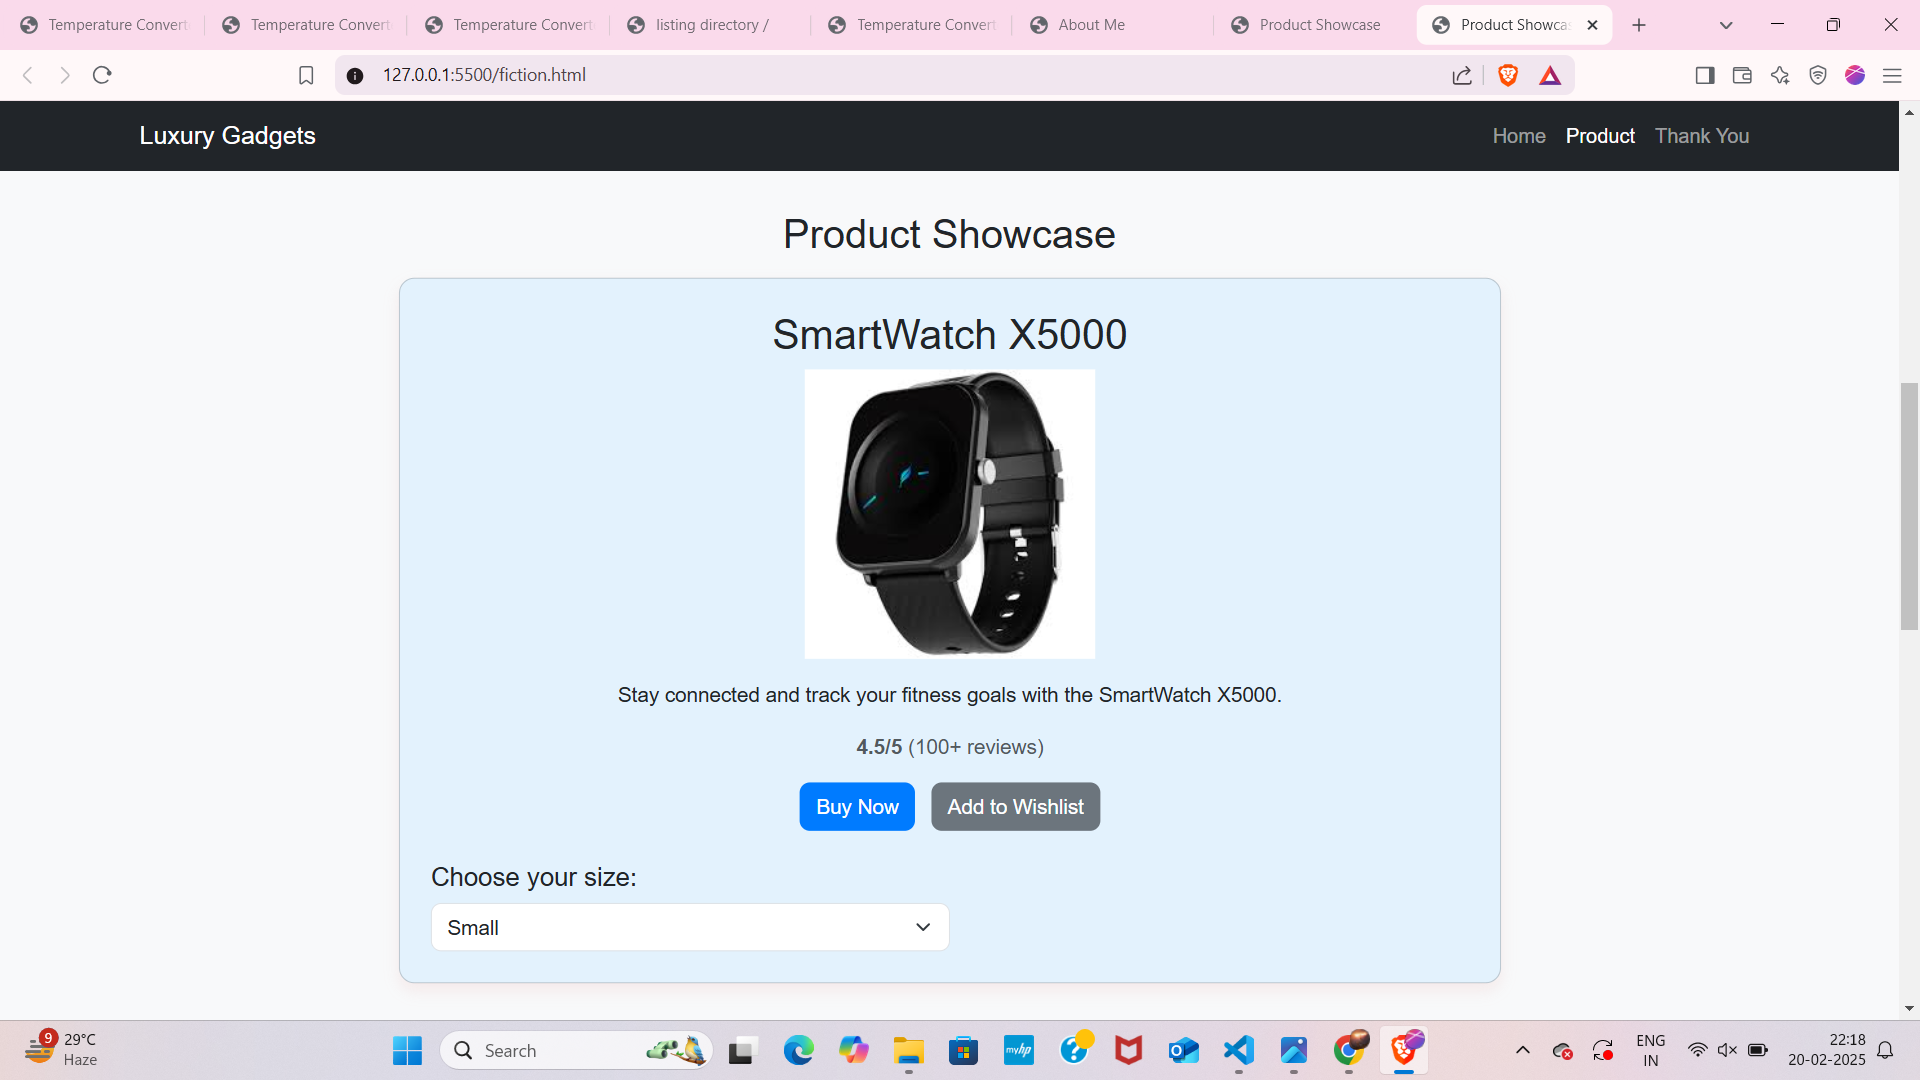 Temperature Convert
Temperature Convert
Temperature Convert
listing directory /
Temperature Convert
About Me
Product Showcase
Product Showca
127.0.0.1:5500/fiction.html
Luxury Gadgets
Home
Product
Thank You
Product Showcase
SmartWatch X5000
Stay connected and track your fitness goals with the SmartWatch X5000.
4.5/5 (100+ reviews)
Buy Now
Add to Wishlist
Choose your size:
Small
9
29°C
Haze
Search
myhp
ENG
IN
22:18
20-02-2025